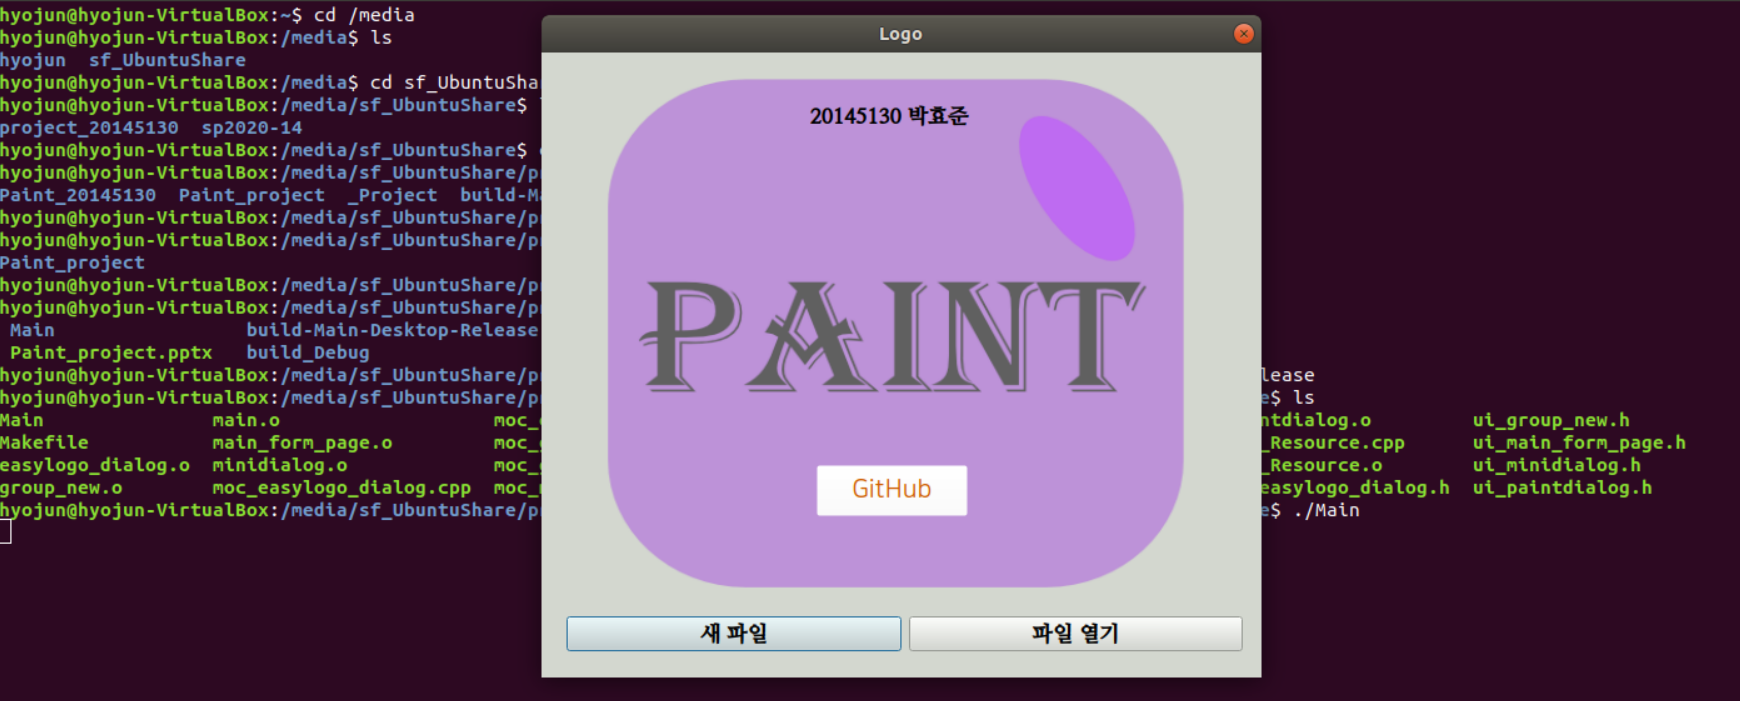 hyojun@hyojun-VirtualBox:~$ cd /media
hyojun@hyojun-VirtualBox:/media$ ls
hyojun  sf_UbuntuShare
hyojun@hyojun-VirtualBox:/media$ cd
hyojun@hyojun-VirtualBox:/media/sf_UbuntuShare$
project_20145130  sp2020-14
hyojun@hyojun-VirtualBox:/media/sf_UbuntuShare$
hyojun@hyojun-VirtualBox:/media/sf_UbuntuShare/
Paint_20145130  Paint_project  _Project
hyojun@hyojun-VirtualBox:/media/sf_UbuntuShare/
hyojun@hyojun-VirtualBox:/media/sf_UbuntuShare/
Paint_project
hyojun@hyojun-VirtualBox:/media/sf_UbuntuShare/
hyojun@hyojun-VirtualBox:/media/sf_UbuntuShare/
Main  build-Main-Desktop-Release
Paint_project.pptx  build_Debug
hyojun@hyojun-VirtualBox:/media/sf_UbuntuShare/ lease
hyojun@hyojun-VirtualBox:/media/sf_UbuntuShare/ e$ ls
Main  main.o  moc_ ntdialog.o  ui_group_new.h
Makefile  main_form_page.o  moc_ _Resource.cpp  ui_main_form_page.h
easylogo_dialog.o  minidialog.o  moc_ _Resource.o  ui_minidialog.h
group_new.o  moc_easylogo_dialog.cpp  moc_ easylogo_dialog.h  ui_paintdialog.h
hyojun@hyojun-VirtualBox:/media/sf_UbuntuShare/ e$ ./Main
Logo
20145130 박효준
PAINT
GitHub
새 파일
파일 열기